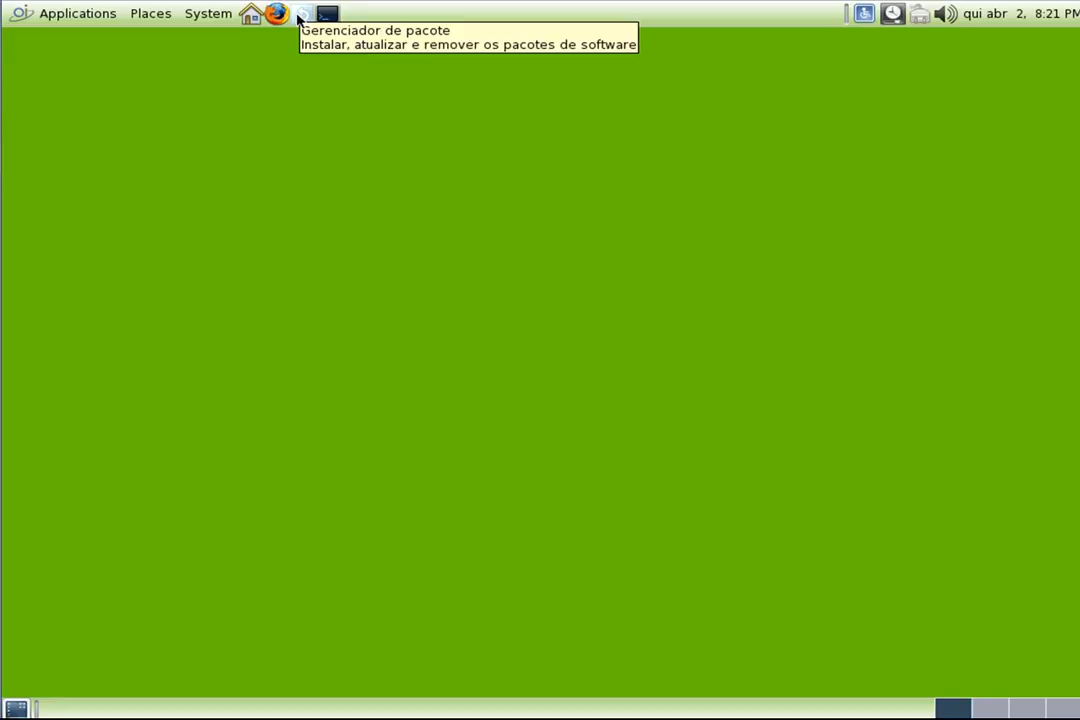 Applications Places System qui abr 2, 8:21 PM
Gerenciador de pacote
Instalar, atualizar e remover os pacotes de software